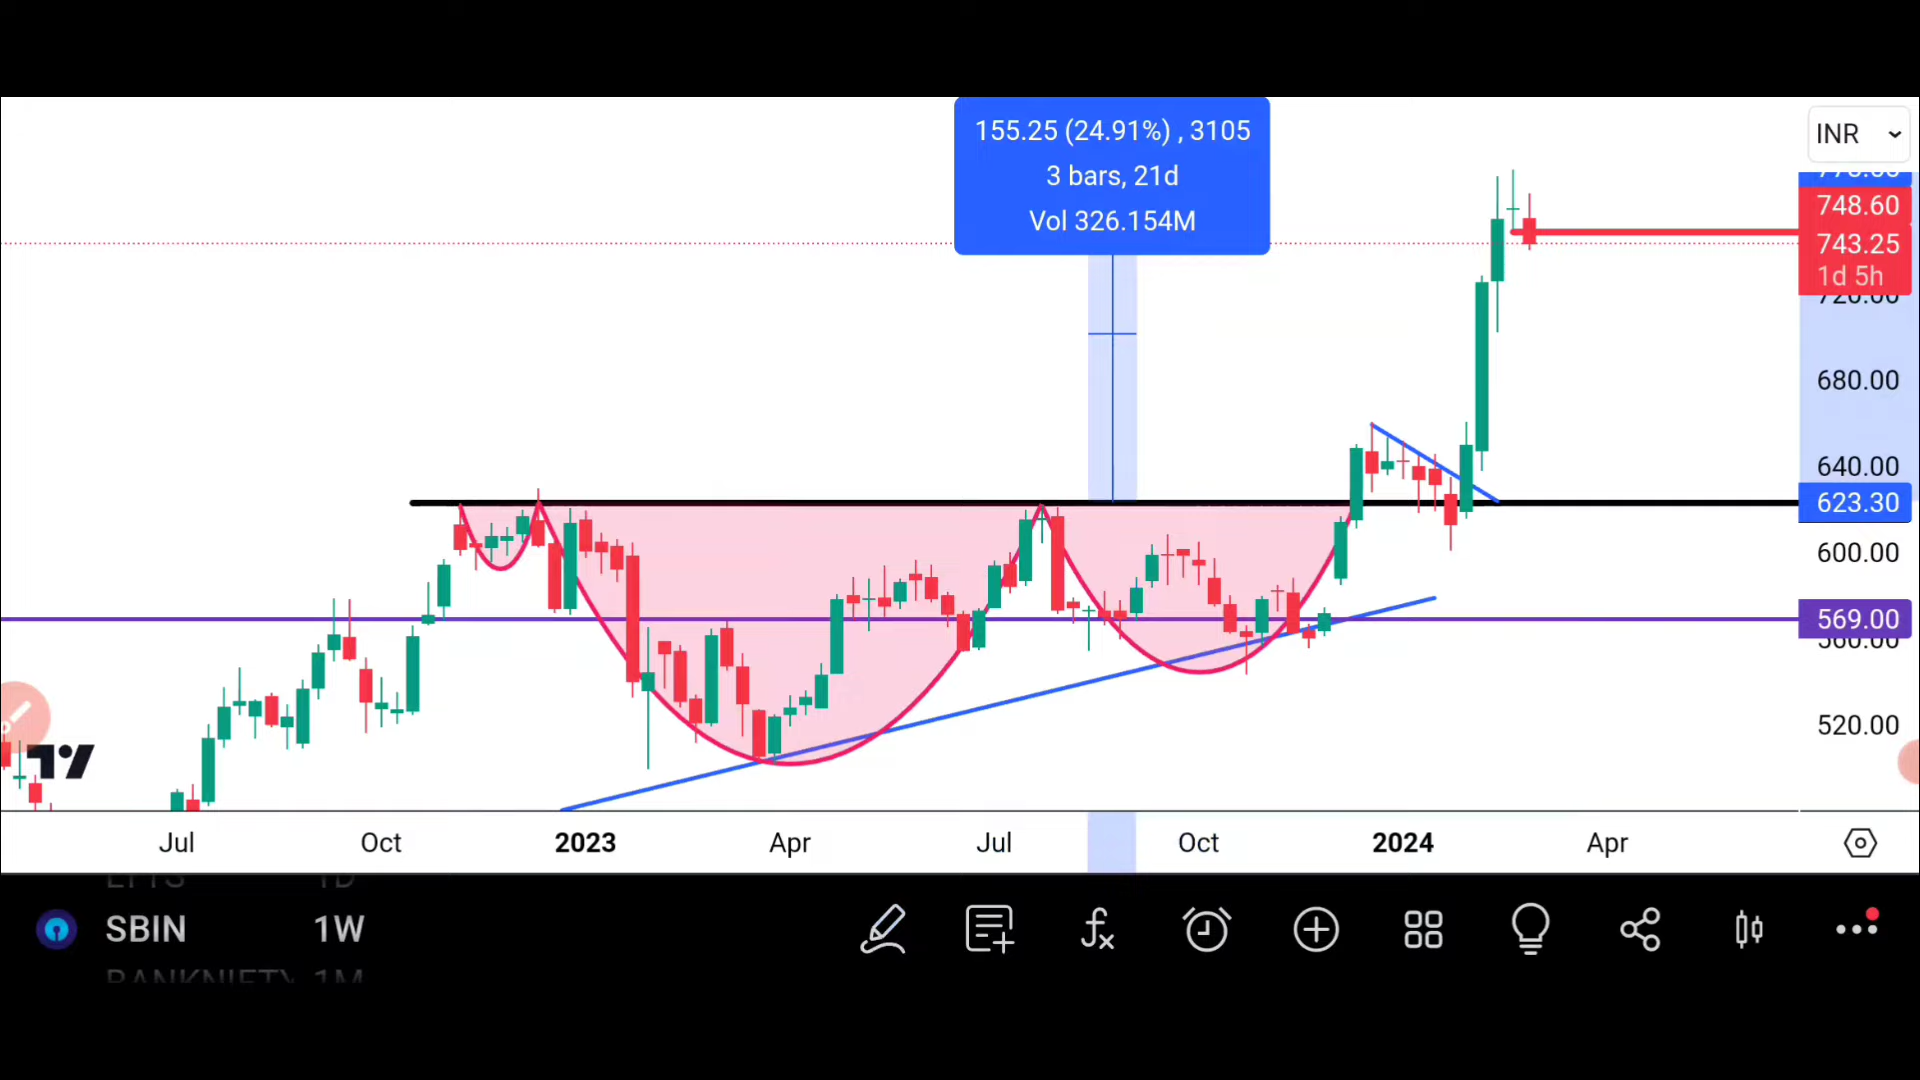 155.25 (24.91%) , 3105
3 bars, 21d
Vol 326.154M
INR
748.60
743.25
1d 5h
720.00
680.00
640.00
623.30
600.00
569.00
560.00
520.00
Jul
Oct
2023
Apr
Jul
Oct
2024
Apr
SBIN 1W
BANKNIFTY 1M